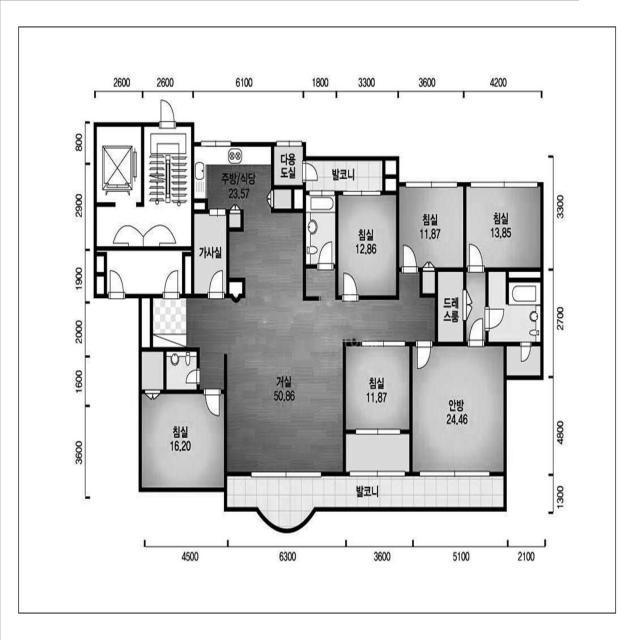 2600 2600 6100 1800 3300 3600 4200
800
2900
1900
2000
1600
3600
3300
2700
4800
1300
주방/식당
23,57
다용
도실
발코니
가사실
침실
12,86
침실
11,87
침실
13,85
드레
스룸
거실
50,86
침실
11,87
안방
24,46
침실
16,20
발코니
4500 6300 3600 5100 2100